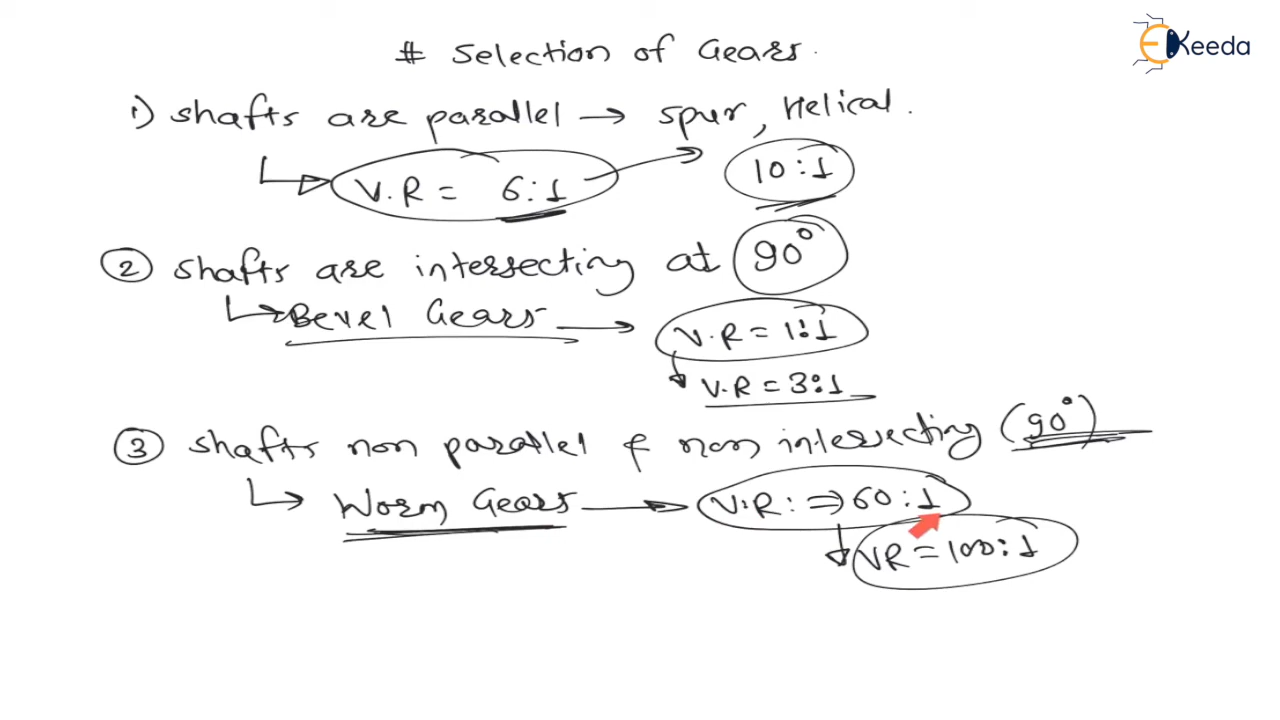 # Selection of Gears.
EKeeda
1) shafts are parallel → spur, Helical.
V.R = 6:1 → 10:1
② shafts are intersecting at 90°
Bevel Gears → V.R = 1:1
V.R = 3:1
③ shafts non parallel & non intersecting (90°)
Worm Gears → V.R: ⇒ 60:1
VR = 100:1